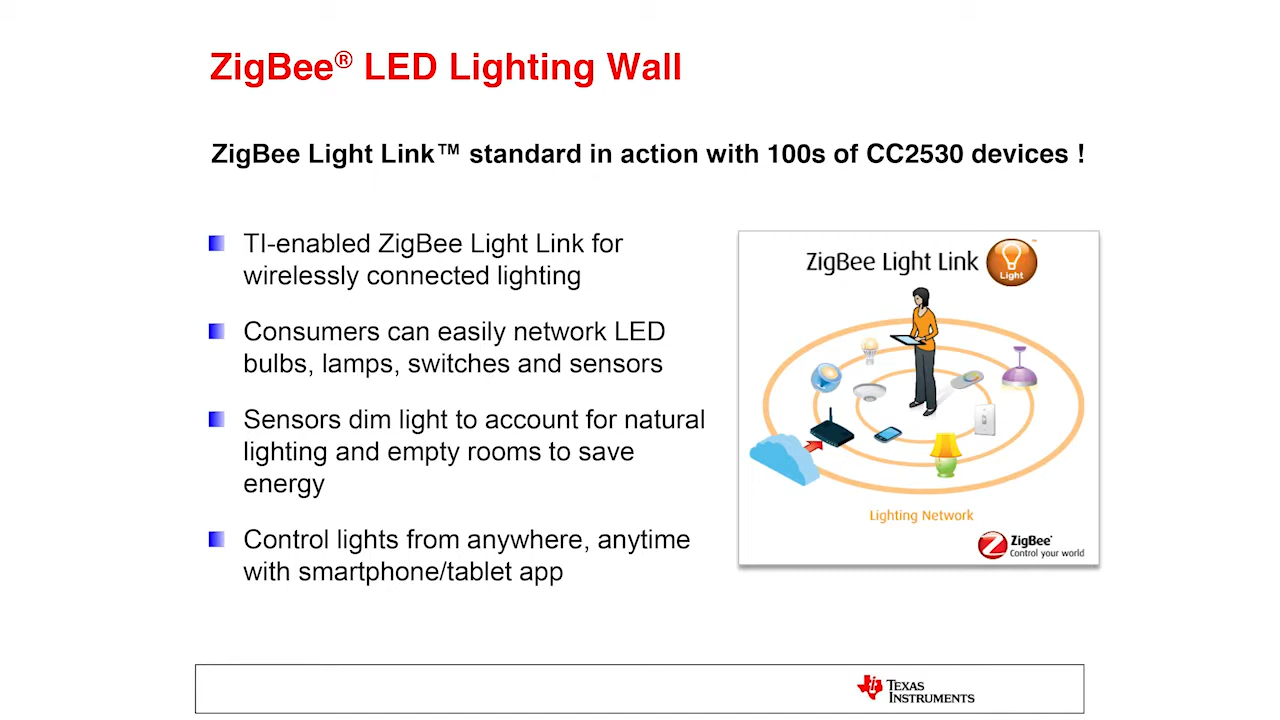 ZigBee® LED Lighting Wall
ZigBee Light Link™ standard in action with 100s of CC2530 devices !
TI-enabled ZigBee Light Link for
wirelessly connected lighting
Consumers can easily network LED
bulbs, lamps, switches and sensors
Sensors dim light to account for natural
lighting and empty rooms to save
energy
Control lights from anywhere, anytime
with smartphone/tablet app
ZigBee Light Link
Light
Lighting Network
ZigBee®
Control your world
TEXAS
INSTRUMENTS